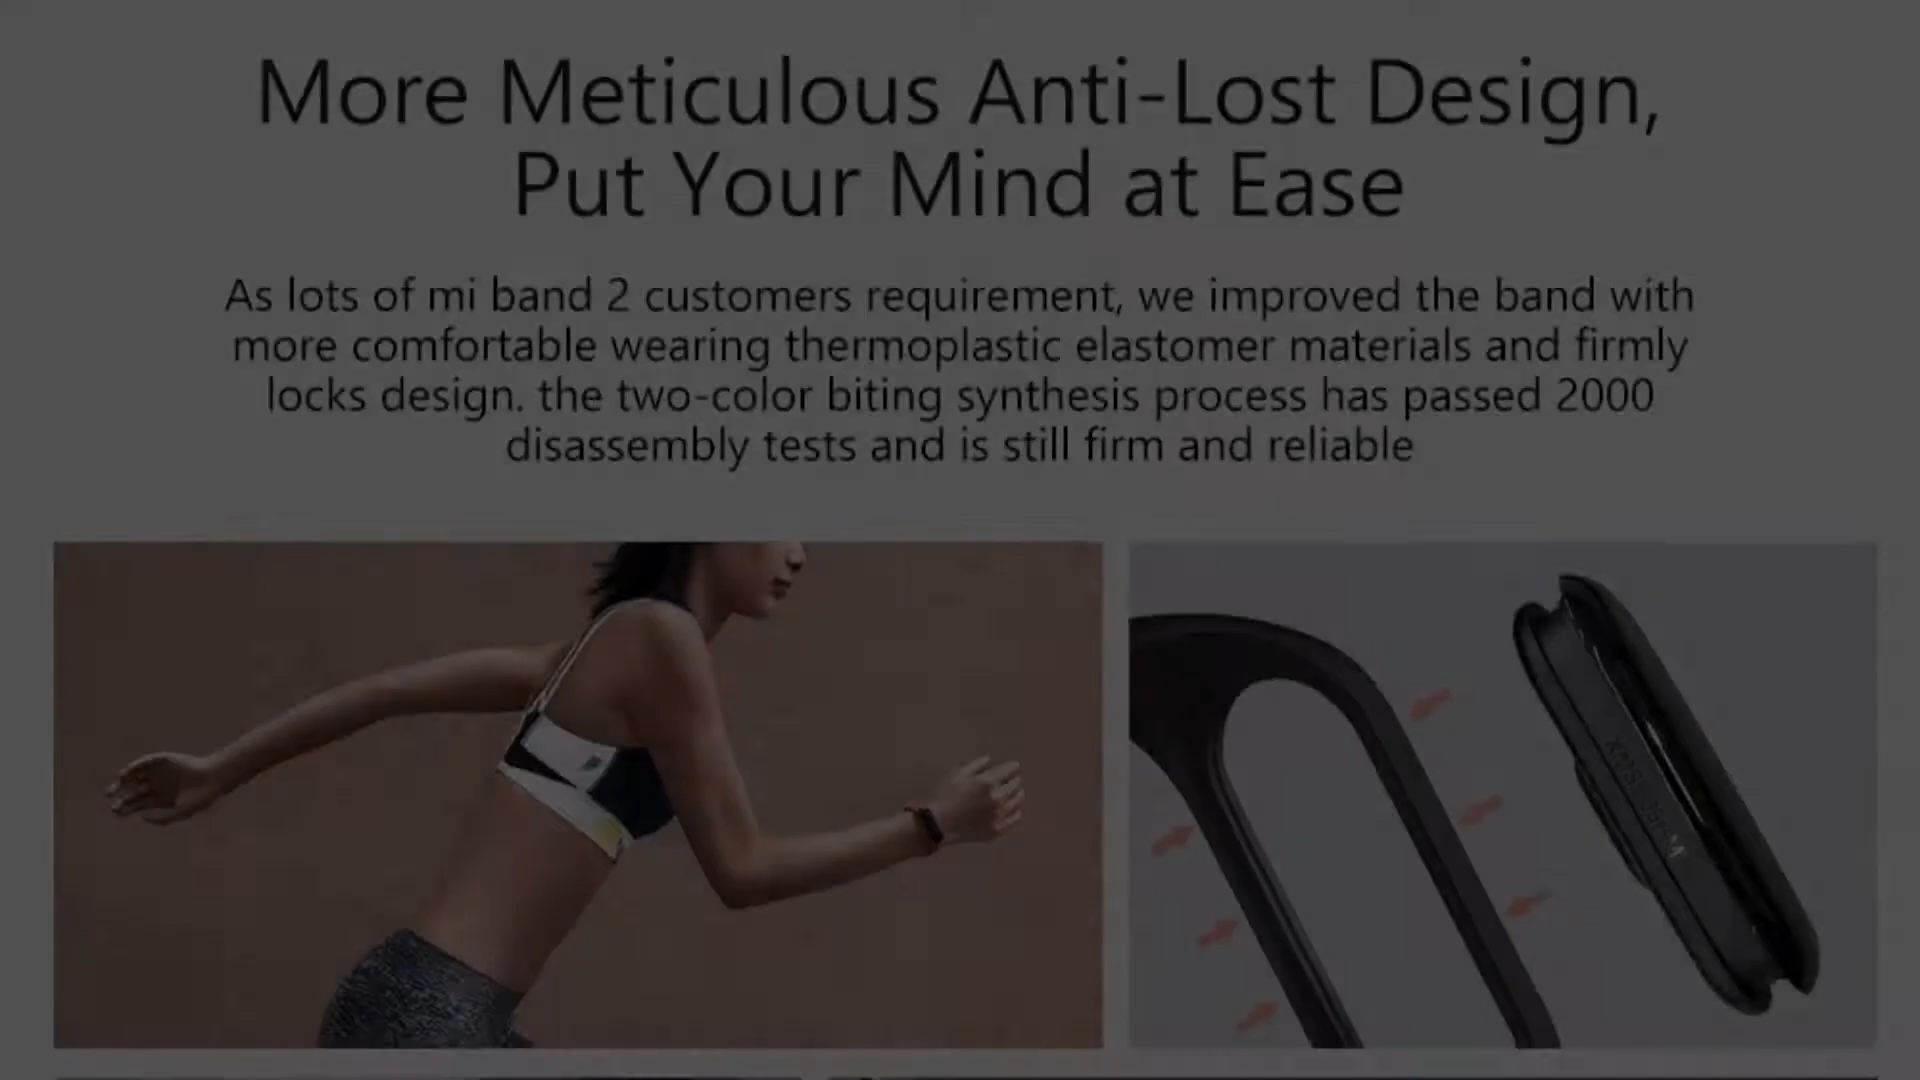 More Meticulous Anti-Lost Design,
Put Your Mind at Ease
As lots of mi band 2 customers requirement, we improved the band with
more comfortable wearing thermoplastic elastomer materials and firmly
locks design. the two-color biting synthesis process has passed 2000
disassembly tests and is still firm and reliable